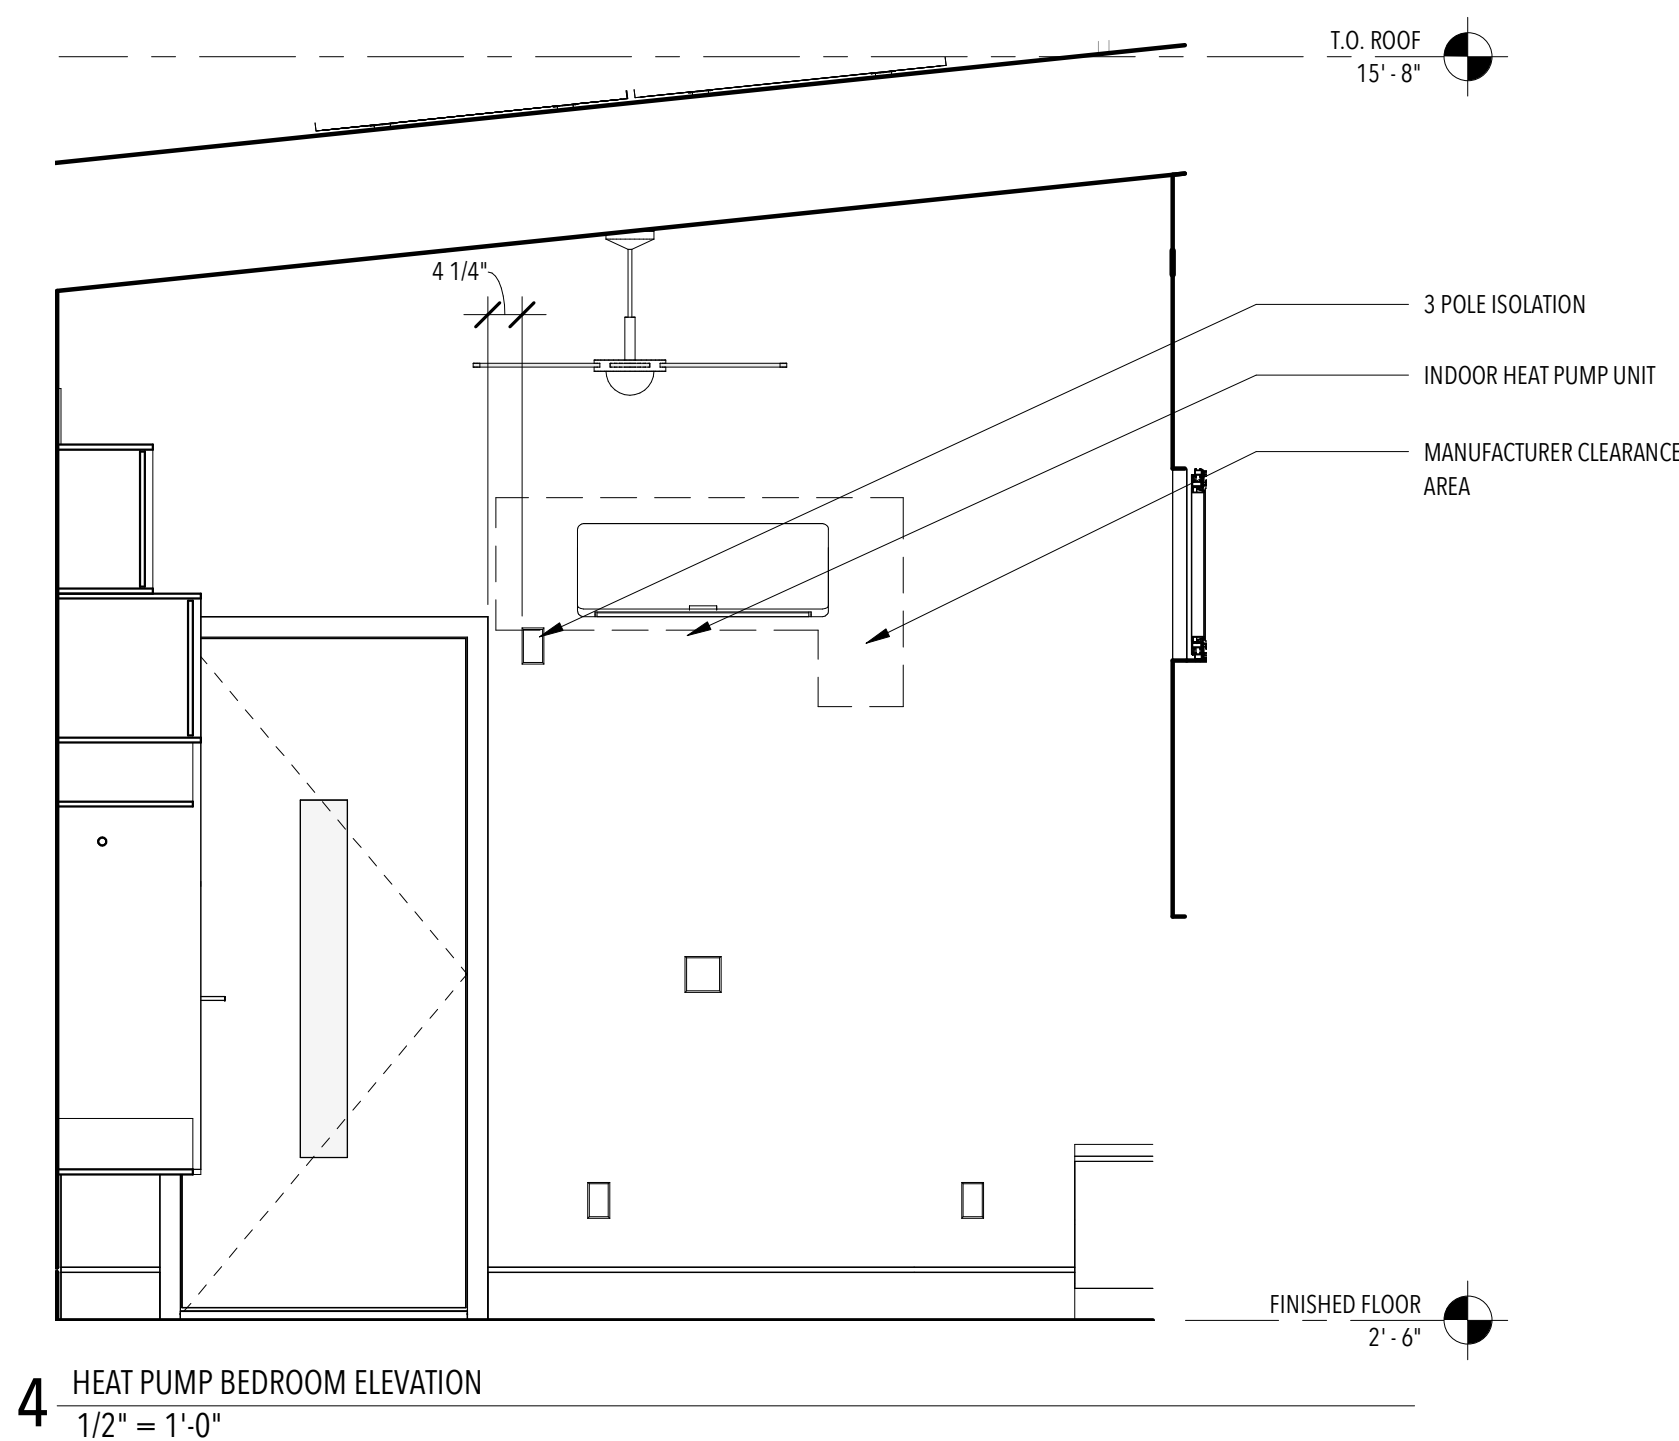 T.O. ROOF
15' - 8"
4 1/4"
3 POLE ISOLATION
INDOOR HEAT PUMP UNIT
MANUFACTURER CLEARANCE
AREA
FINISHED FLOOR
2' - 6"
4 HEAT PUMP BEDROOM ELEVATION
1/2" = 1'-0"